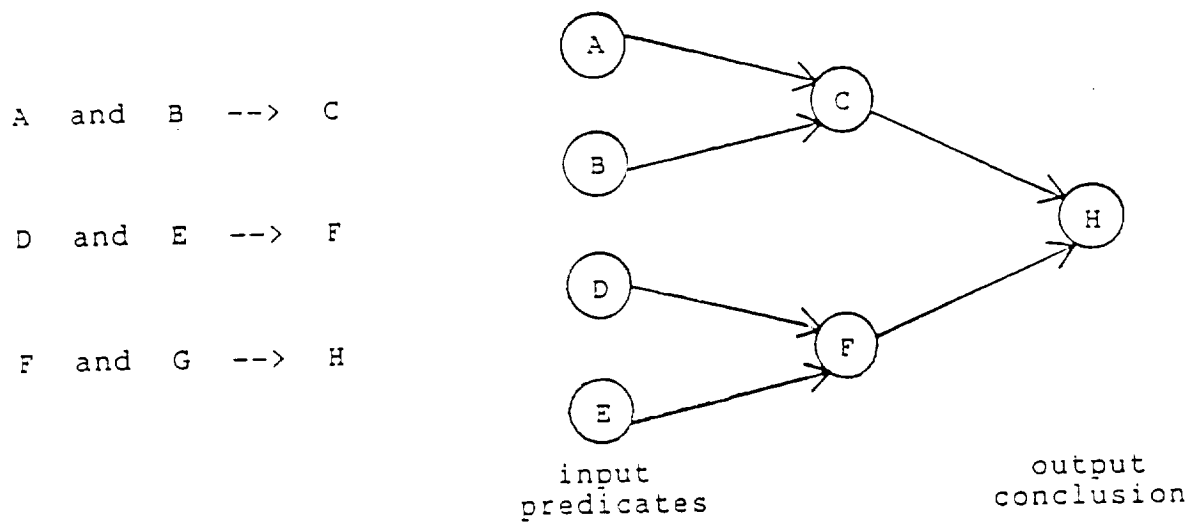 A and B --> C
D and E --> F
F and G --> H
A
B
C
D
E
F
H
input
predicates
output
conclusion